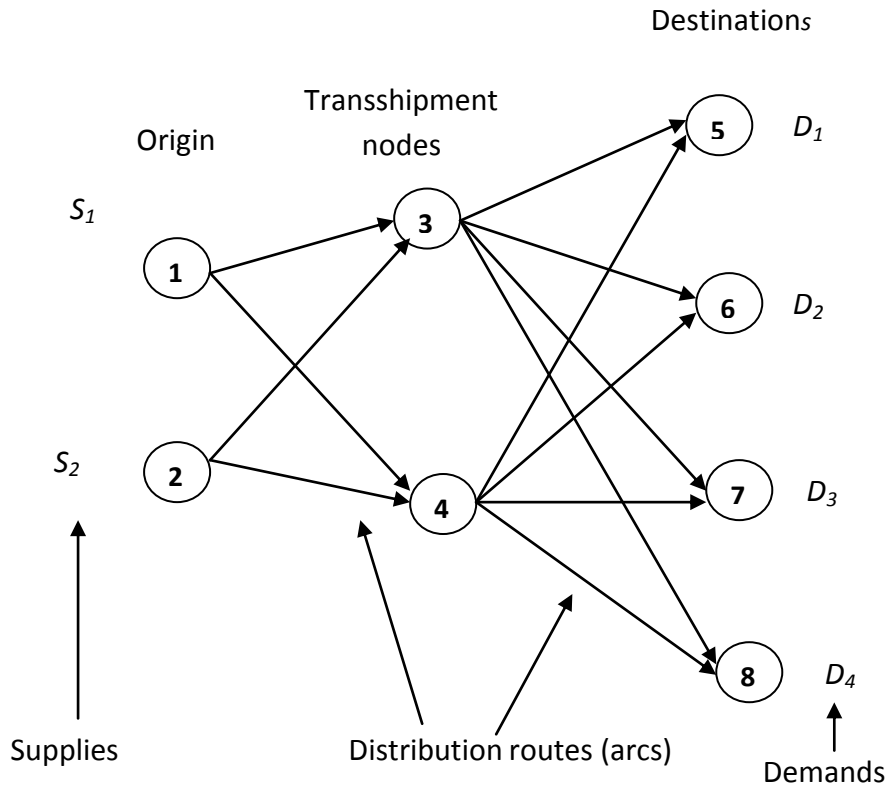 Destinations
Transshipment
nodes
Origin
5
D1
S1
3
1
6
D2
S2
2
4
7
D3
8
D4
Supplies
Distribution routes (arcs)
Demands